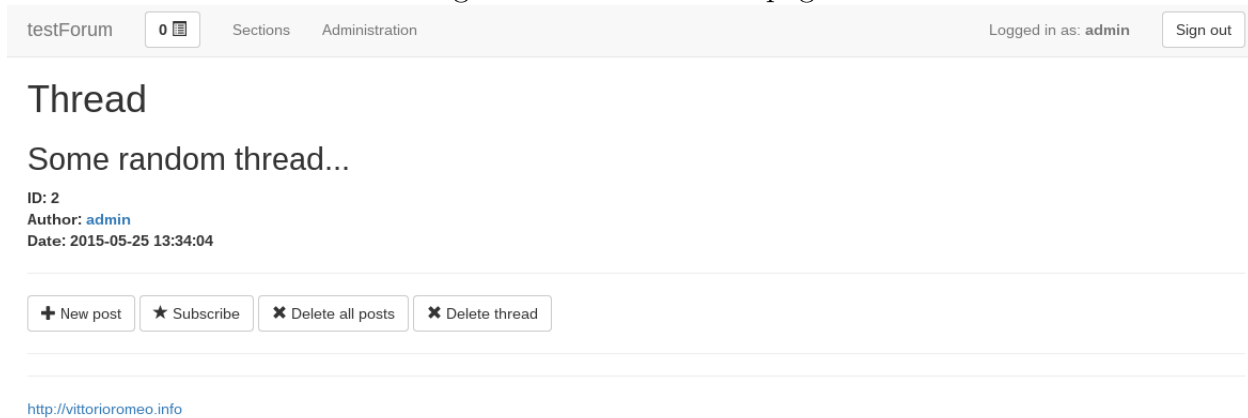 testForum 0 Sections Administration Logged in as: admin Sign out
Thread
Some random thread...
ID: 2
Author: admin
Date: 2015-05-25 13:34:04
New post Subscribe Delete all posts Delete thread
http://vittorioromeo.info